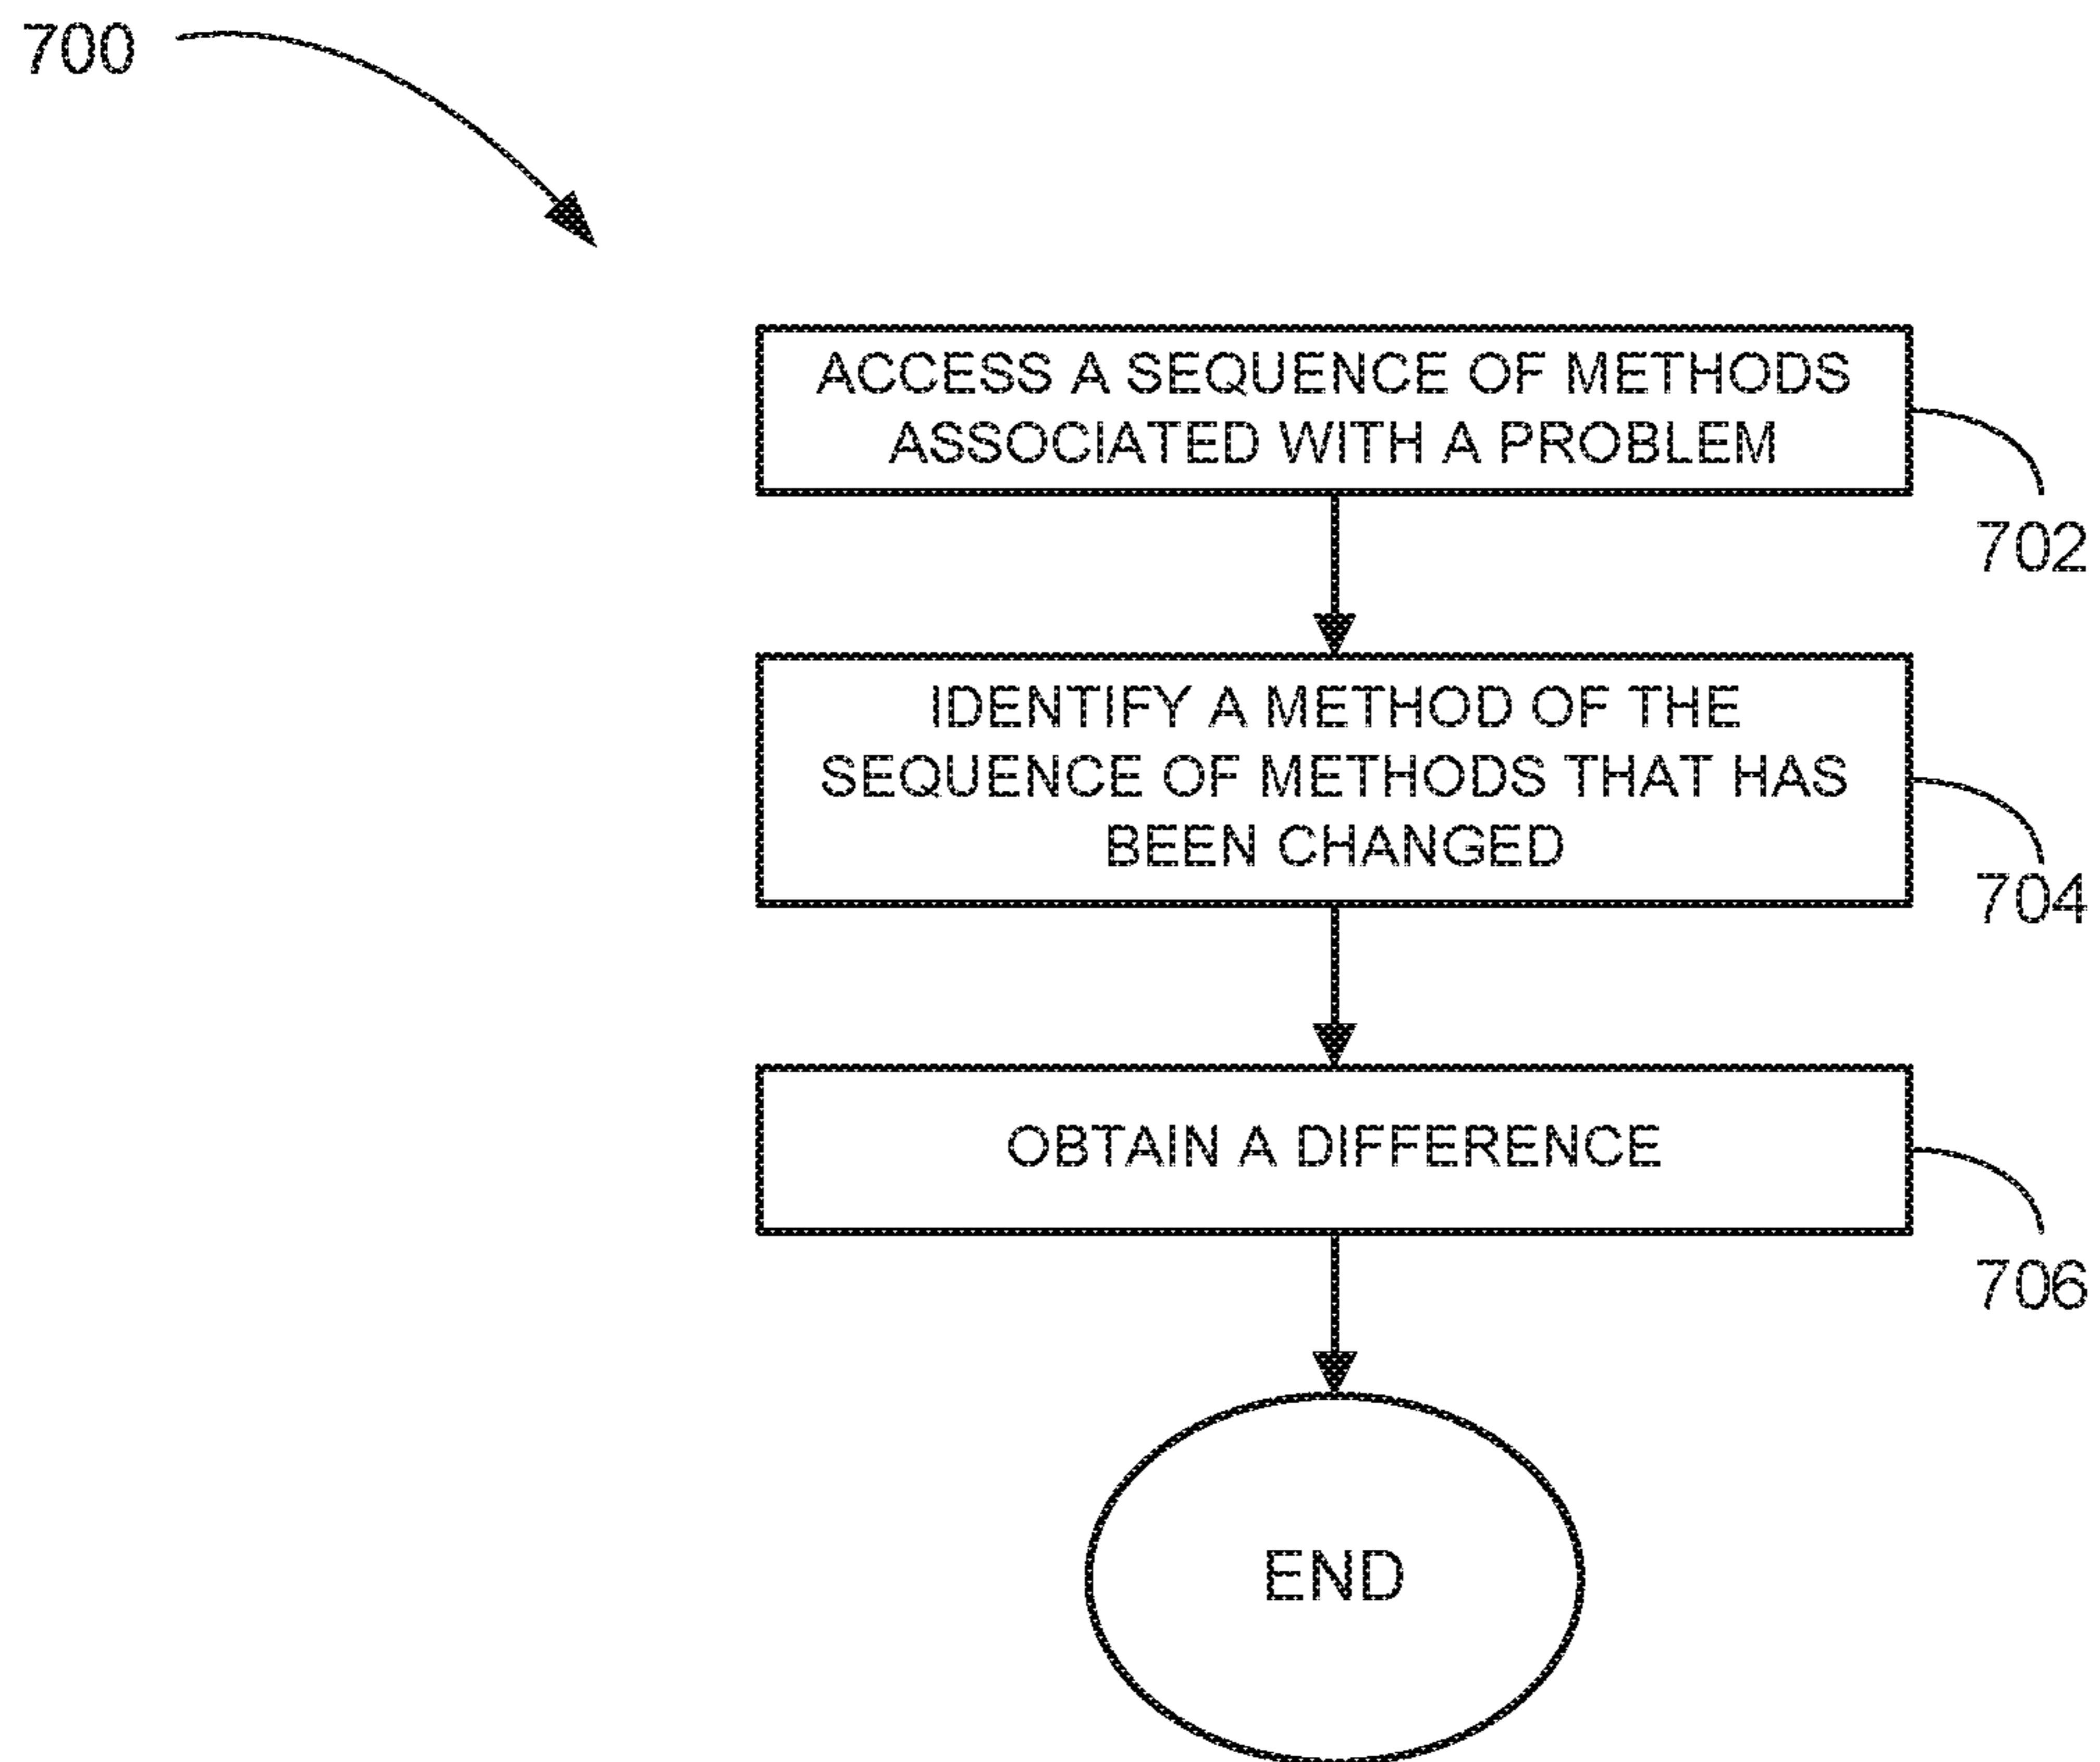 700
ACCESS A SEQUENCE OF METHODS
ASSOCIATED WITH A PROBLEM
702
IDENTIFY A METHOD OF THE
SEQUENCE OF METHODS THAT HAS
BEEN CHANGED
704
OBTAIN A DIFFERENCE
706
END